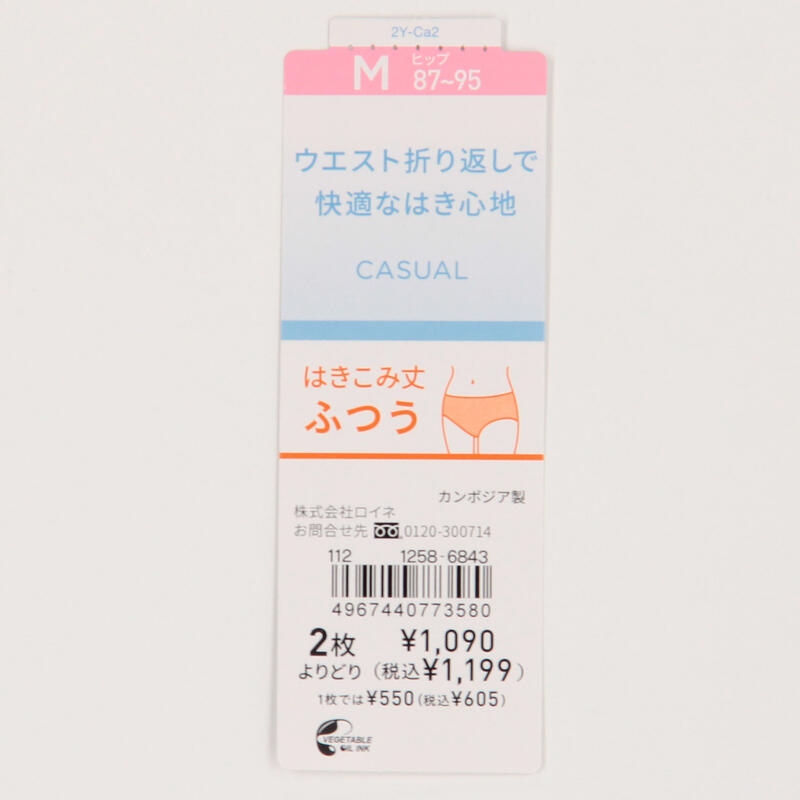 2Y-Ca2
M ヒップ 87~95
ウエスト折り返しで
快適なはき心地
CASUAL
はきこみ丈
ふつう
カンボジア製
株式会社ロイネ
お問合せ先 0120-300714
112 1258-6843
4967440773580
2枚 ¥1,090
よりどり (税込¥1,199)
1枚では¥550(税込¥605)
VEGETABLE
OIL INK